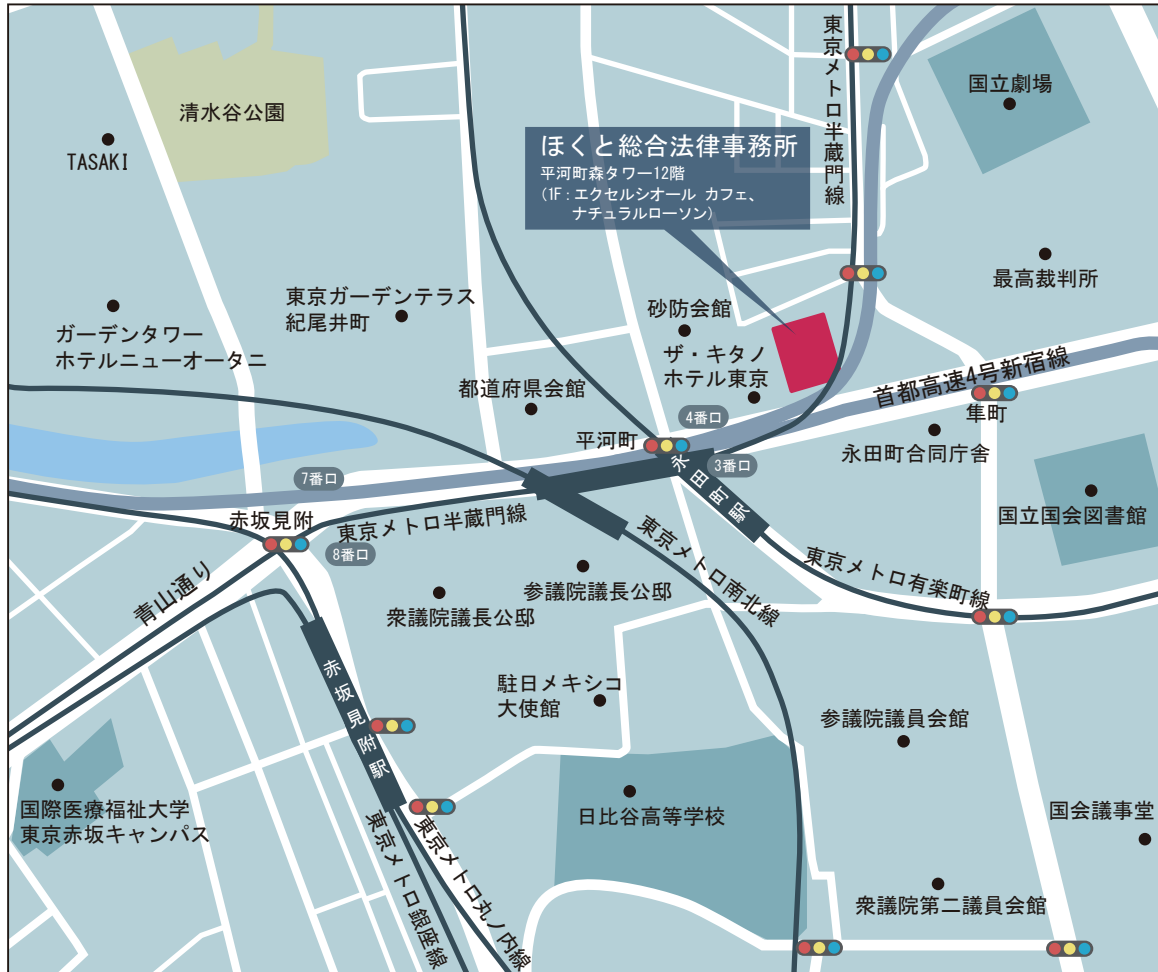 東京メトロ半蔵門線
国立劇場
清水谷公園
TASAKI
ほくと総合法律事務所
平河町森タワー12階
(1F：エクセルシオール カフェ、
ナチュラルローソン)
最高裁判所
東京ガーデンテラス
紀尾井町
砂防会館
ガーデンタワー
ホテルニューオータニ
ザ・キタノ
ホテル東京
首都高速4号新宿線
都道府県会館
隼町
4番口
平河町
永田町合同庁舎
3番口
永田町駅
7番口
国立国会図書館
赤坂見附
東京メトロ半蔵門線
8番口
青山通り
参議院議長公邸
衆議院議長公邸
東京メトロ南北線
東京メトロ有楽町線
赤坂見附駅
駐日メキシコ
大使館
参議院議員会館
国際医療福祉大学
東京赤坂キャンパス
日比谷高等学校
国会議事堂
東京メトロ銀座線
東京メトロ丸ノ内線
衆議院第二議員会館